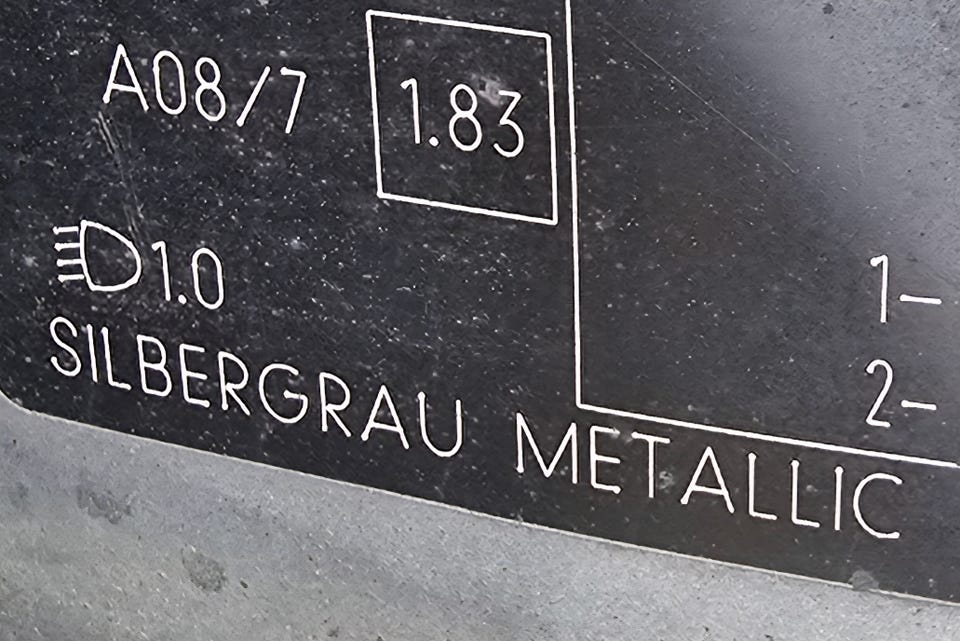 A08/7
1.83
1.0
1-
2-
SILBERGRAU METALLIC